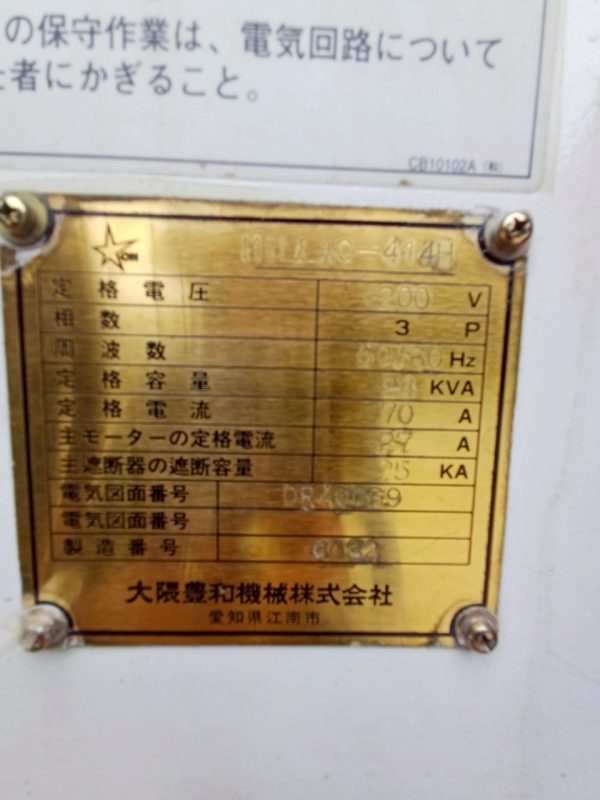 の保守作業は、電気回路について
者にかぎること。
CB10102A
OH MILLAC-414H
定格電圧 200 V
相数 3 P
周波数 50/60 Hz
定格容量 24 KVA
定格電流 70 A
主モーターの定格電流 A
主遮断器の遮断容量 KA
電気図面番号
電気図面番号
製造番号
大隈豊和機械株式会社
愛知県江南市